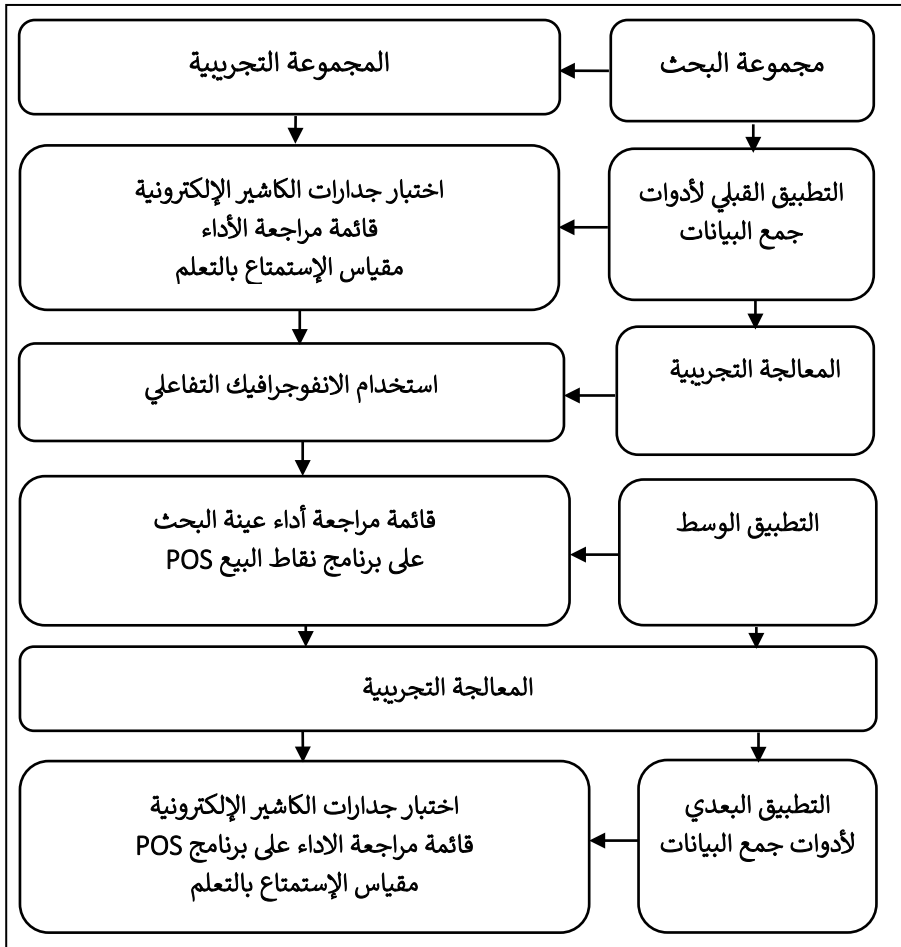 مجموعة البحث
المجموعة التجريبية
التطبيق القبلي لأدوات
جمع البيانات
اختبار جدارات الكاشير الإلكترونية
قائمة مراجعة الأداء
مقياس الإستمتاع بالتعلم
المعالجة التجريبية
استخدام الانفوجرافيك التفاعلي
التطبيق الوسط
قائمة مراجعة أداء عينة البحث
على برنامج نقاط البيع POS
المعالجة التجريبية
التطبيق البعدي
لأدوات جمع البيانات
اختبار جدارات الكاشير الإلكترونية
قائمة مراجعة الاداء على برنامج POS
مقياس الإستمتاع بالتعلم